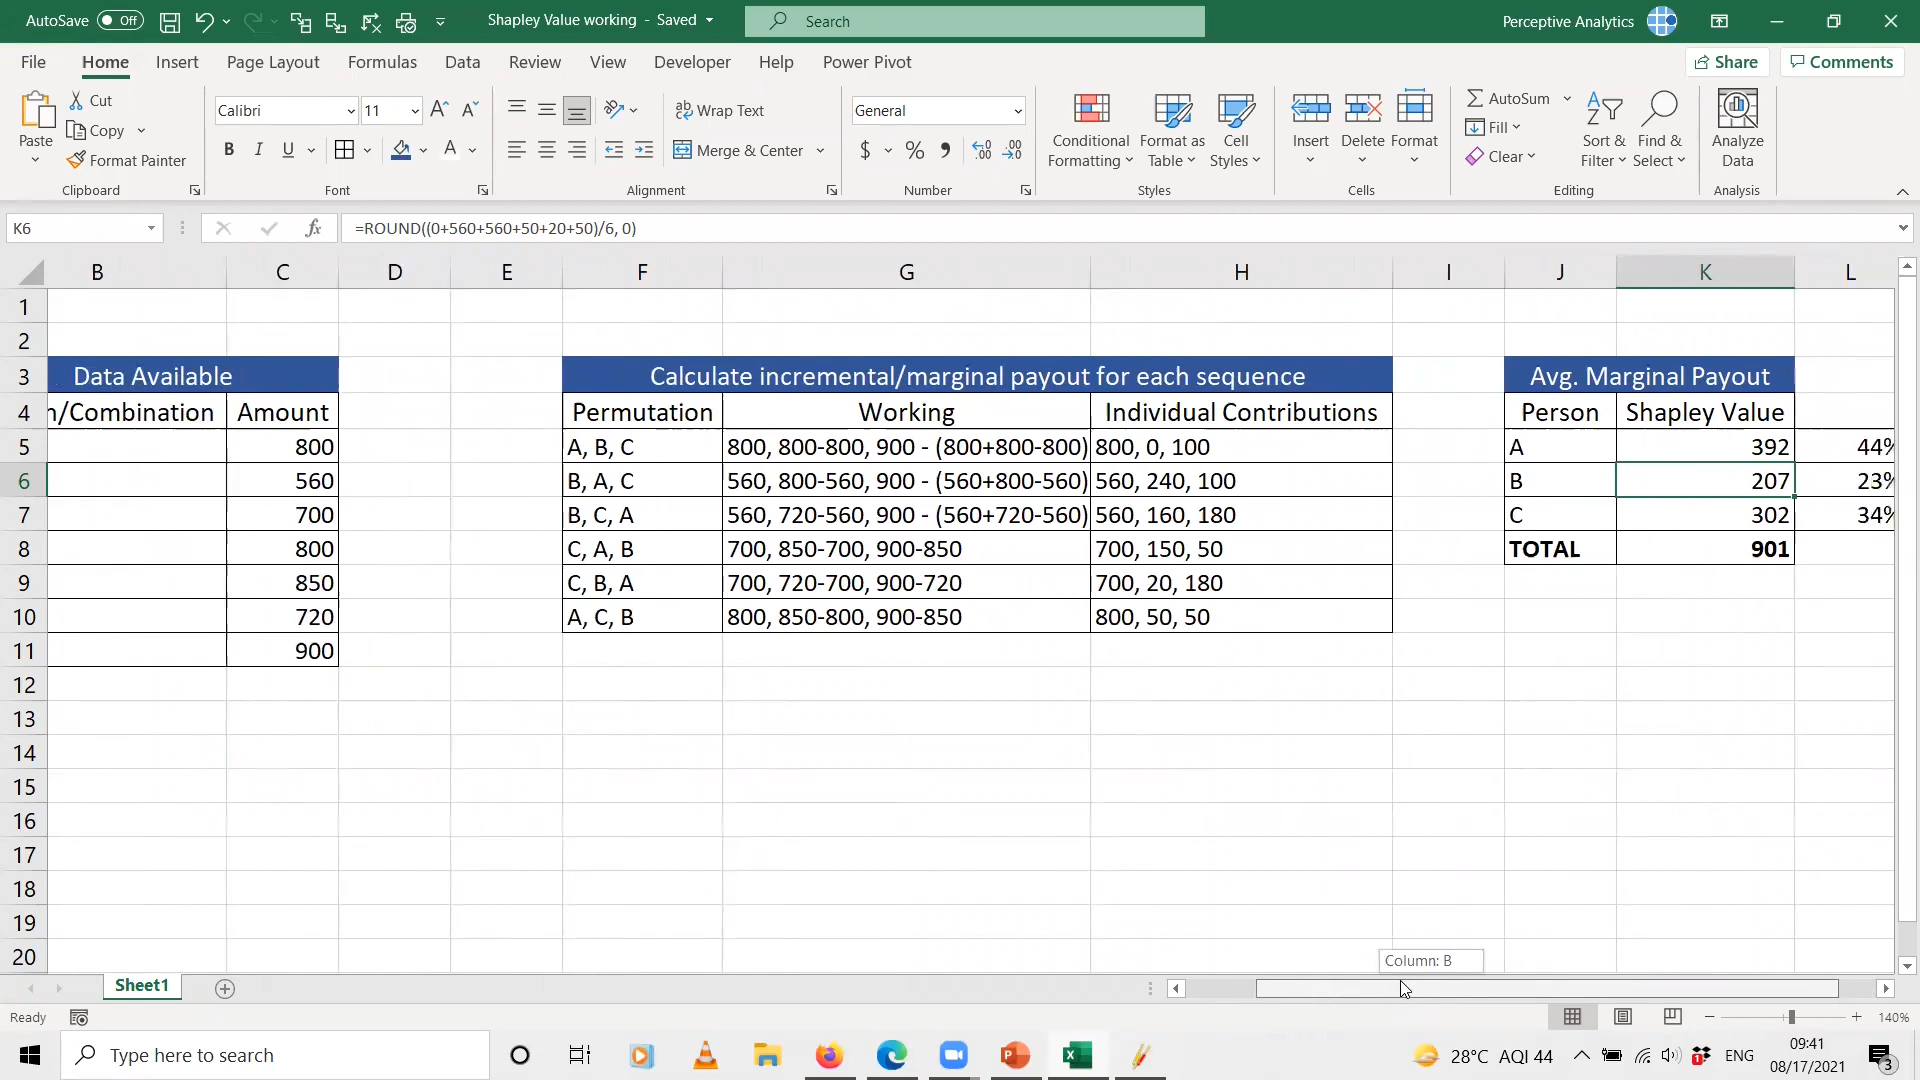 AutoSave Off Shapley Value working - Saved Search Perceptive Analytics
File Home Insert Page Layout Formulas Data Review View Developer Help Power Pivot Share Comments
Paste Cut Copy Format Painter
Clipboard
Calibri 11
B I U A
Font
Wrap Text
Merge & Center
Alignment
General
$ % ,
Number
Conditional Formatting
Format as Table
Cell Styles
Styles
Insert Delete Format
Cells
AutoSum
Fill
Clear
Sort & Filter
Find & Select
Editing
Analyze Data
Analysis
K6 fx =ROUND((0+560+560+50+20+50)/6, 0)
B C D E F G H I J K L
1
2
3 Data Available Calculate incremental/marginal payout for each sequence Avg. Marginal Payout
4 n/Combination Amount Permutation Working Individual Contributions Person Shapley Value
5 800 A, B, C 800, 800-800, 900 - (800+800-800) 800, 0, 100 A 392 44%
6 560 B, A, C 560, 800-560, 900 - (560+800-560) 560, 240, 100 B 207 23%
7 700 B, C, A 560, 720-560, 900 - (560+720-560) 560, 160, 180 C 302 34%
8 800 C, A, B 700, 850-700, 900-850 700, 150, 50 TOTAL 901
9 850 C, B, A 700, 720-700, 900-720 700, 20, 180
10 720 A, C, B 800, 850-800, 900-850 800, 50, 50
11 900
12
13
14
15
16
17
18
19
20
Column: B
Sheet1
Ready 140%
Type here to search 28°C AQI 44 ENG 09:41
08/17/2021 3